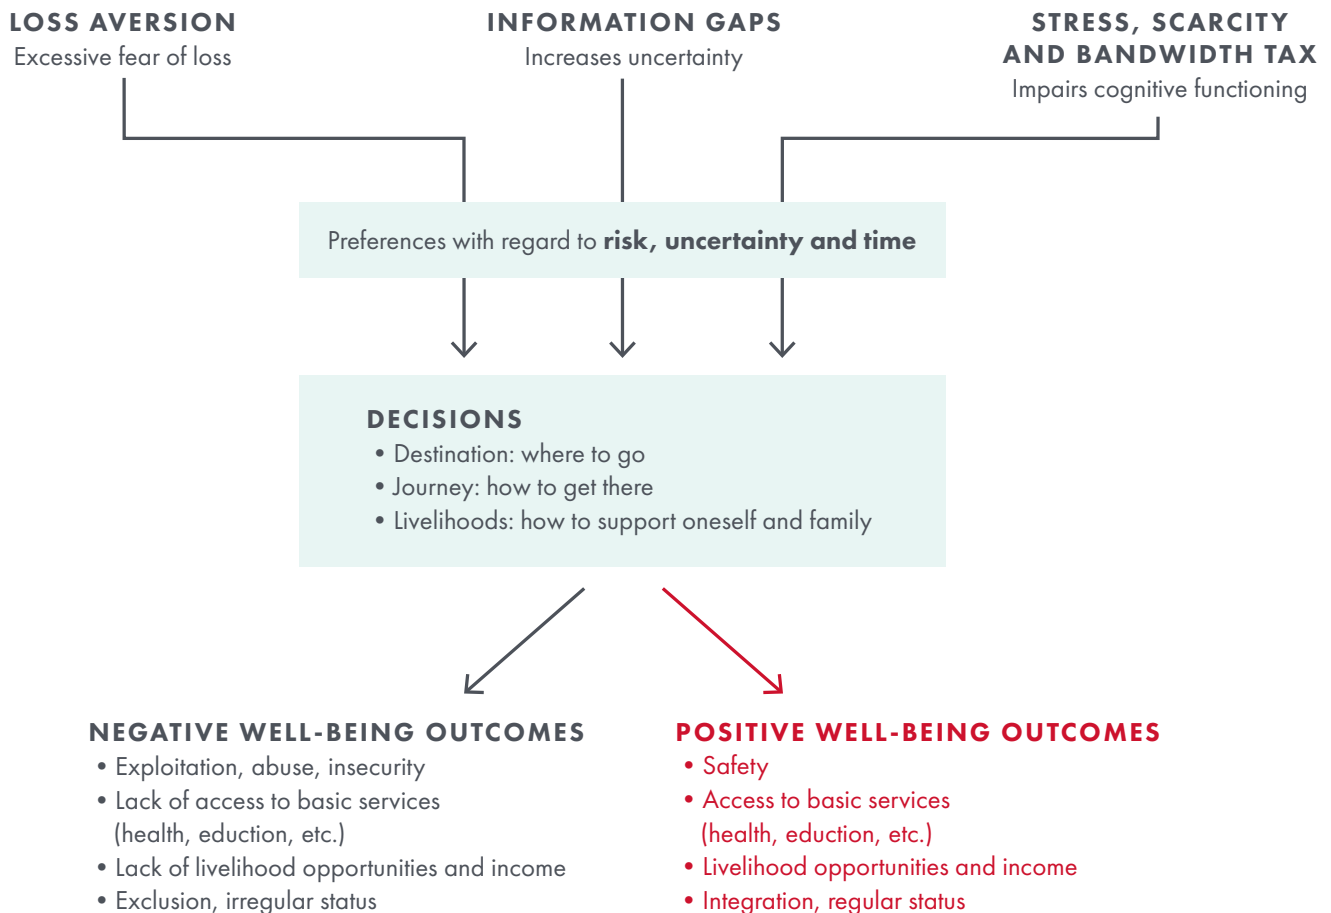 LOSS AVERSION
Excessive fear of loss
INFORMATION GAPS
Increases uncertainty
STRESS, SCARCITY
AND BANDWIDTH TAX
Impairs cognitive functioning
Preferences with regard to risk, uncertainty and time
DECISIONS
• Destination: where to go
• Journey: how to get there
• Livelihoods: how to support oneself and family
NEGATIVE WELL-BEING OUTCOMES
• Exploitation, abuse, insecurity
• Lack of access to basic services
(health, eduction, etc.)
• Lack of livelihood opportunities and income
• Exclusion, irregular status
POSITIVE WELL-BEING OUTCOMES
• Safety
• Access to basic services
(health, eduction, etc.)
• Livelihood opportunities and income
• Integration, regular status